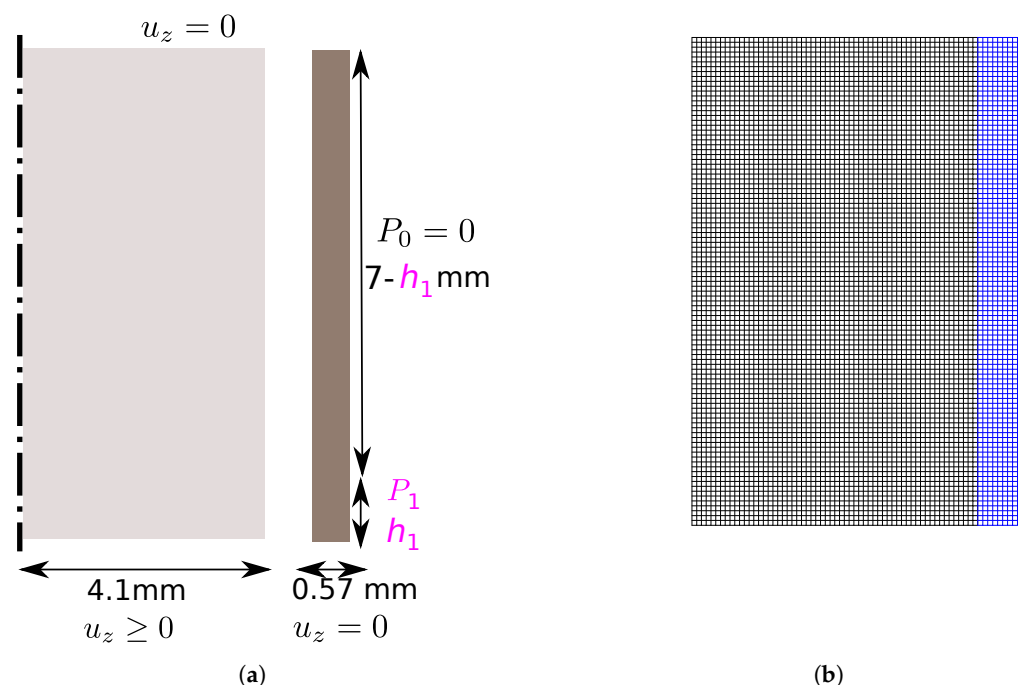 u_z = 0
P_0 = 0
7-h_1 mm
P_1
h_1
4.1mm
0.57 mm
u_z ≥ 0
u_z = 0
(a)
(b)